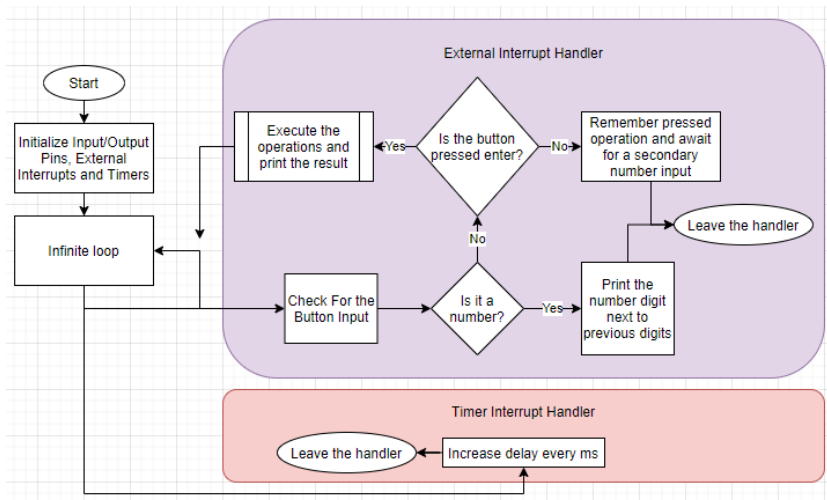 External Interrupt Handler
Start
Initialize Input/Output
Pins, External
Interrupts and Timers
Infinite loop
Execute the
operations and
print the result
Yes
Is the button
pressed enter?
No
Remember pressed
operation and await
for a secondary
number input
Leave the handler
No
Check For the
Button Input
Is it a
number?
Yes
Print the
number digit
next to
previous digits
Timer Interrupt Handler
Leave the handler
Increase delay every ms